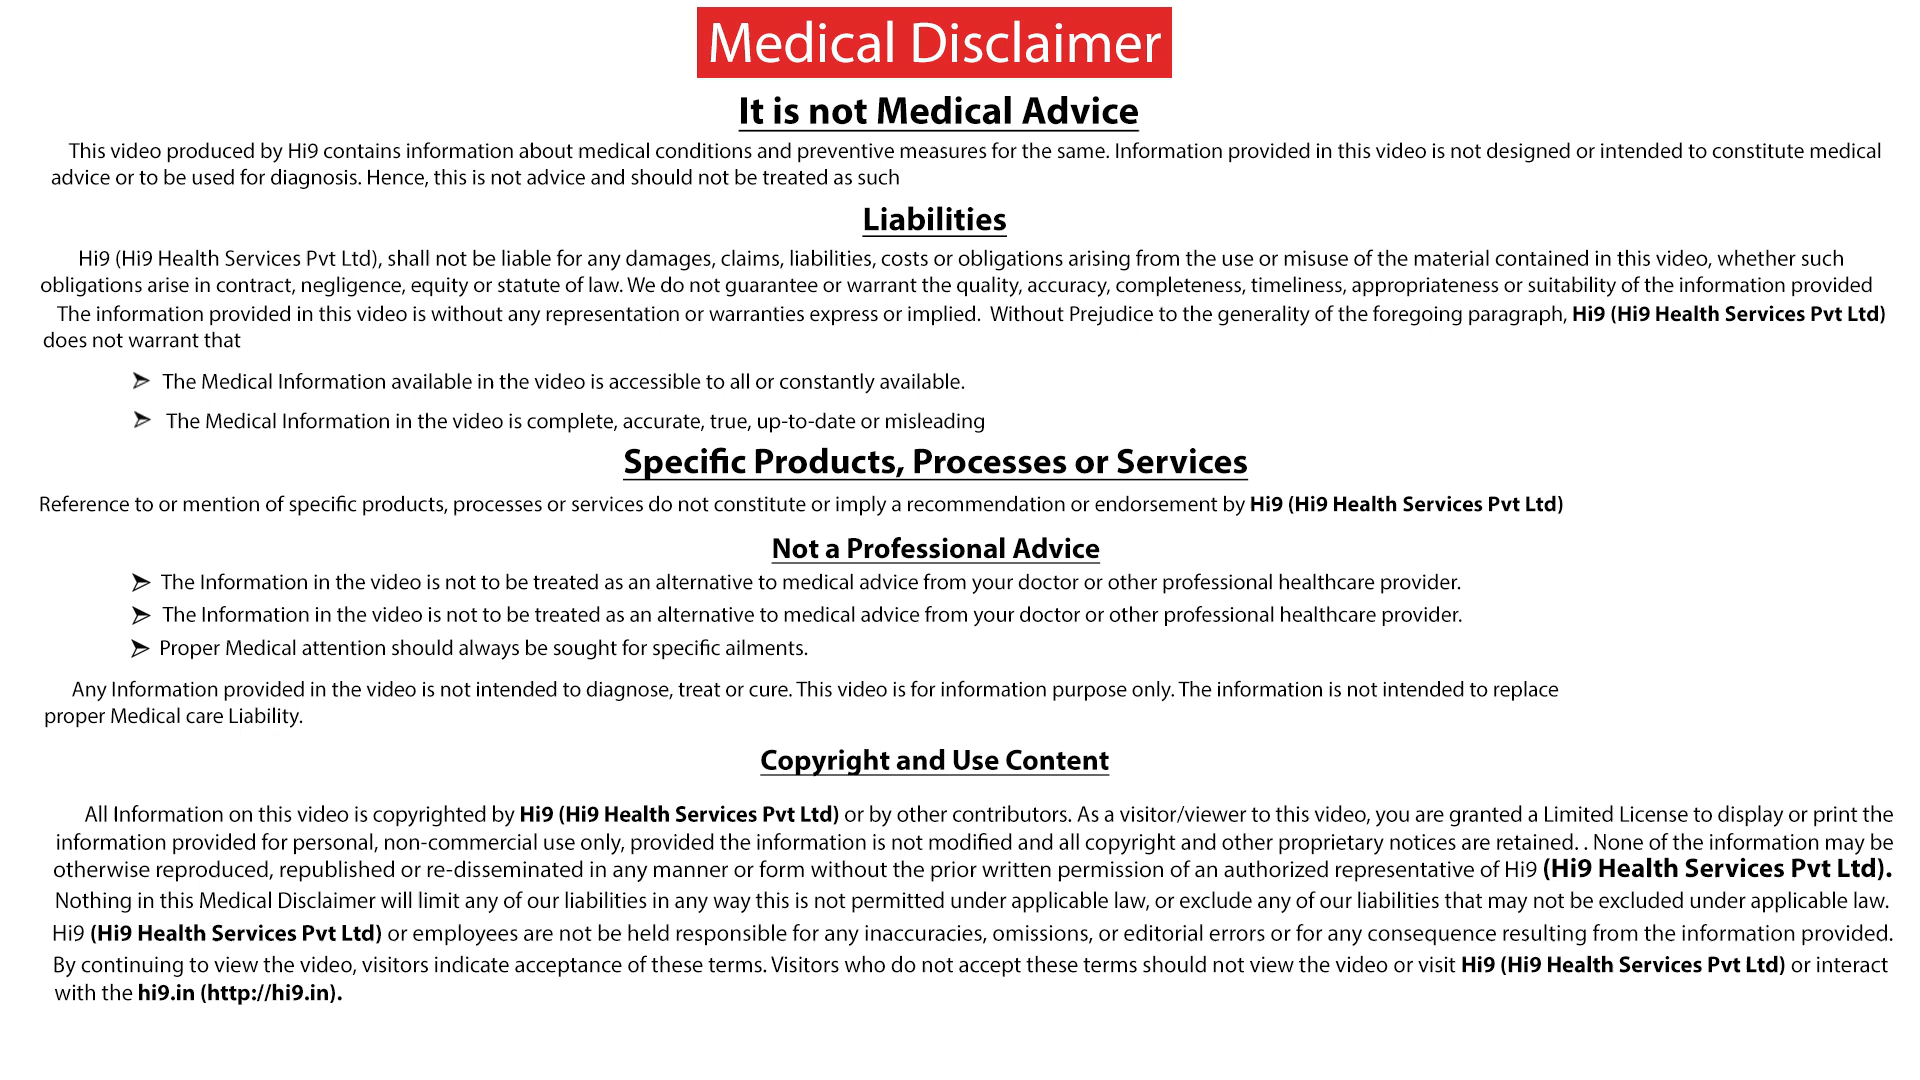 Medical Disclaimer
It is not Medical Advice
This video produced by Hi9 contains information about medical conditions and preventive measures for the same. Information provided in this video is not designed or intended to constitute medical
advice or to be used for diagnosis. Hence, this is not advice and should not be treated as such
Liabilities
Hi9 (Hi9 Health Services Pvt Ltd), shall not be liable for any damages, claims, liabilities, costs or obligations arising from the use or misuse of the material contained in this video, whether such
obligations arise in contract, negligence, equity or statute of law. We do not guarantee or warrant the quality, accuracy, completeness, timeliness, appropriateness or suitability of the information provided
The information provided in this video is without any representation or warranties express or implied. Without Prejudice to the generality of the foregoing paragraph, Hi9 (Hi9 Health Services Pvt Ltd)
does not warrant that
➢ The Medical Information available in the video is accessible to all or constantly available.
➢ The Medical Information in the video is complete, accurate, true, up-to-date or misleading
Specific Products, Processes or Services
Reference to or mention of specific products, processes or services do not constitute or imply a recommendation or endorsement by Hi9 (Hi9 Health Services Pvt Ltd)
Not a Professional Advice
➢ The Information in the video is not to be treated as an alternative to medical advice from your doctor or other professional healthcare provider.
➢ The Information in the video is not to be treated as an alternative to medical advice from your doctor or other professional healthcare provider.
➢ Proper Medical attention should always be sought for specific ailments.
Any Information provided in the video is not intended to diagnose, treat or cure. This video is for information purpose only. The information is not intended to replace
proper Medical care Liability.
Copyright and Use Content
All Information on this video is copyrighted by Hi9 (Hi9 Health Services Pvt Ltd) or by other contributors. As a visitor/viewer to this video, you are granted a Limited License to display or print the
information provided for personal, non-commercial use only, provided the information is not modified and all copyright and other proprietary notices are retained. . None of the information may be
otherwise reproduced, republished or re-disseminated in any manner or form without the prior written permission of an authorized representative of Hi9 (Hi9 Health Services Pvt Ltd).
Nothing in this Medical Disclaimer will limit any of our liabilities in any way this is not permitted under applicable law, or exclude any of our liabilities that may not be excluded under applicable law.
Hi9 (Hi9 Health Services Pvt Ltd) or employees are not be held responsible for any inaccuracies, omissions, or editorial errors or for any consequence resulting from the information provided.
By continuing to view the video, visitors indicate acceptance of these terms. Visitors who do not accept these terms should not view the video or visit Hi9 (Hi9 Health Services Pvt Ltd) or interact
with the hi9.in (http://hi9.in).